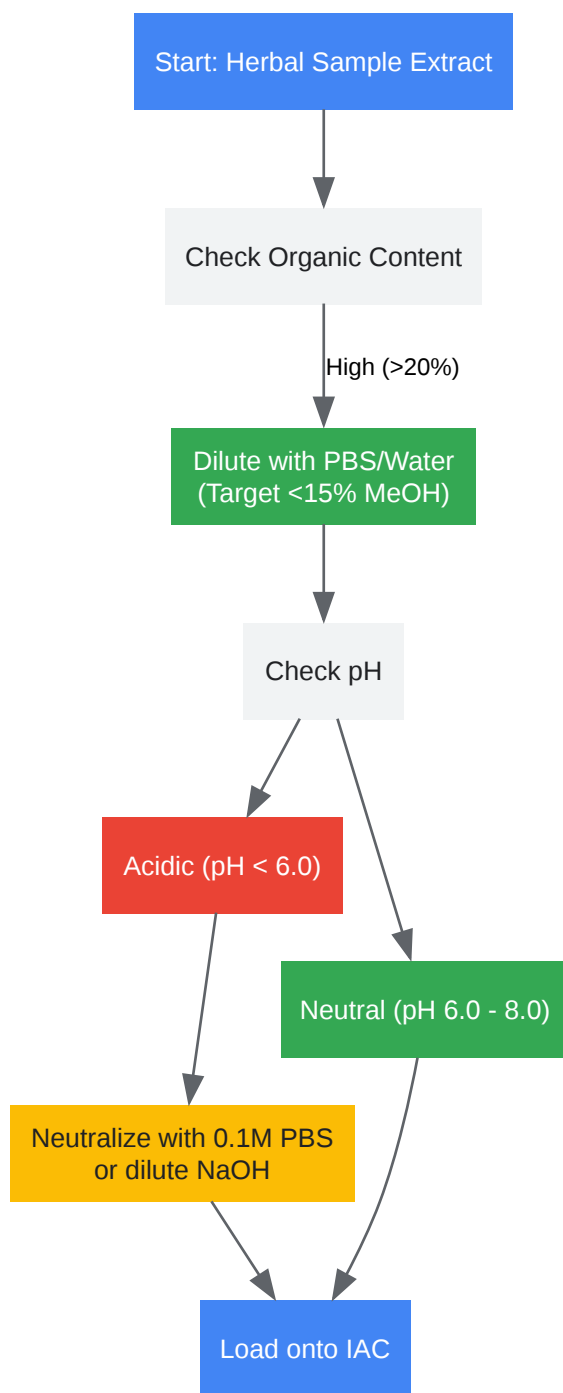 Start: Herbal Sample Extract
Check Organic Content
High (>20%)
Dilute with PBS/Water
(Target <15% MeOH)
Check pH
Acidic (pH < 6.0)
Neutral (pH 6.0 - 8.0)
Neutralize with 0.1M PBS
or dilute NaOH
Load onto IAC